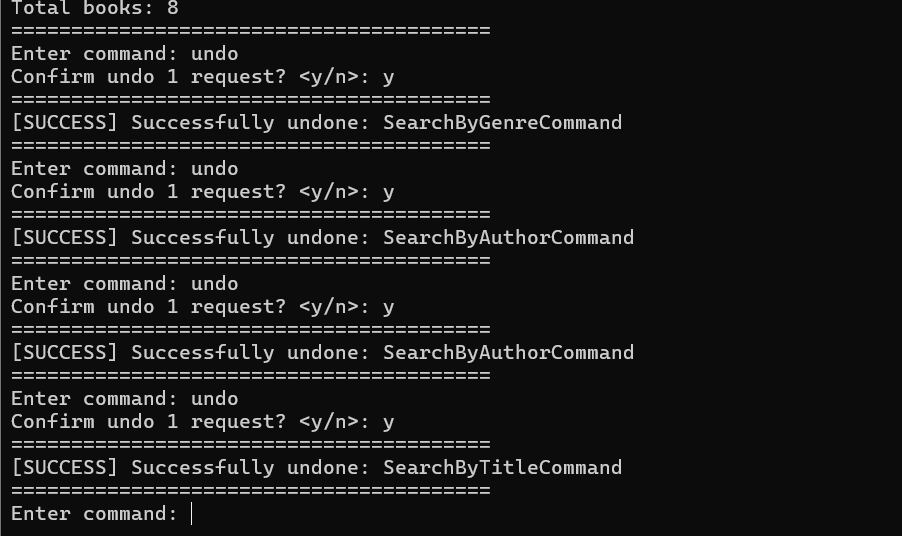 Total books: 8
========================================
Enter command: undo
Confirm undo 1 request? <y/n>: y
========================================
[SUCCESS] Successfully undone: SearchByGenreCommand
========================================
Enter command: undo
Confirm undo 1 request? <y/n>: y
========================================
[SUCCESS] Successfully undone: SearchByAuthorCommand
========================================
Enter command: undo
Confirm undo 1 request? <y/n>: y
========================================
[SUCCESS] Successfully undone: SearchByAuthorCommand
========================================
Enter command: undo
Confirm undo 1 request? <y/n>: y
========================================
[SUCCESS] Successfully undone: SearchByTitleCommand
========================================
Enter command: